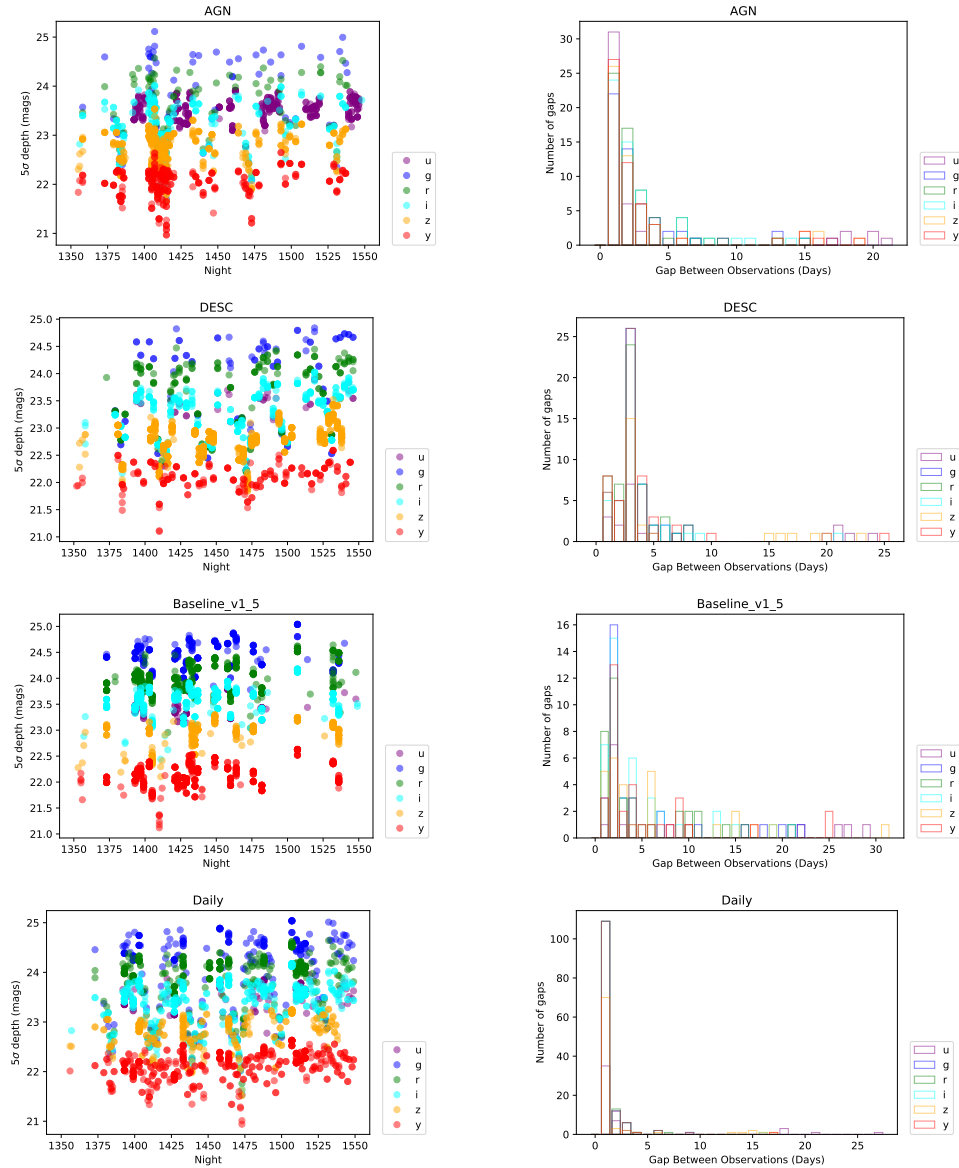 AGN
25
24
23
22
21
5σ depth (mags)
1350 1375 1400 1425 1450 1475 1500 1525 1550
Night
u
g
r
i
z
y
AGN
30
25
20
15
10
5
0
Number of gaps
0 5 10 15 20
Gap Between Observations (Days)
u
g
r
i
z
y
DESC
25.0
24.5
24.0
23.5
23.0
22.5
22.0
21.5
21.0
5σ depth (mags)
1350 1375 1400 1425 1450 1475 1500 1525 1550
Night
u
g
r
i
z
y
DESC
25
20
15
10
5
0
Number of gaps
0 5 10 15 20 25
Gap Between Observations (Days)
u
g
r
i
z
y
Baseline_v1_5
25.0
24.5
24.0
23.5
23.0
22.5
22.0
21.5
21.0
5σ depth (mags)
1350 1375 1400 1425 1450 1475 1500 1525 1550
Night
u
g
r
i
z
y
Baseline_v1_5
16
14
12
10
8
6
4
2
0
Number of gaps
0 5 10 15 20 25 30
Gap Between Observations (Days)
u
g
r
i
z
y
Daily
25
24
23
22
21
5σ depth (mags)
1350 1375 1400 1425 1450 1475 1500 1525 1550
Night
u
g
r
i
z
y
Daily
100
80
60
40
20
0
Number of gaps
0 5 10 15 20 25
Gap Between Observations (Days)
u
g
r
i
z
y